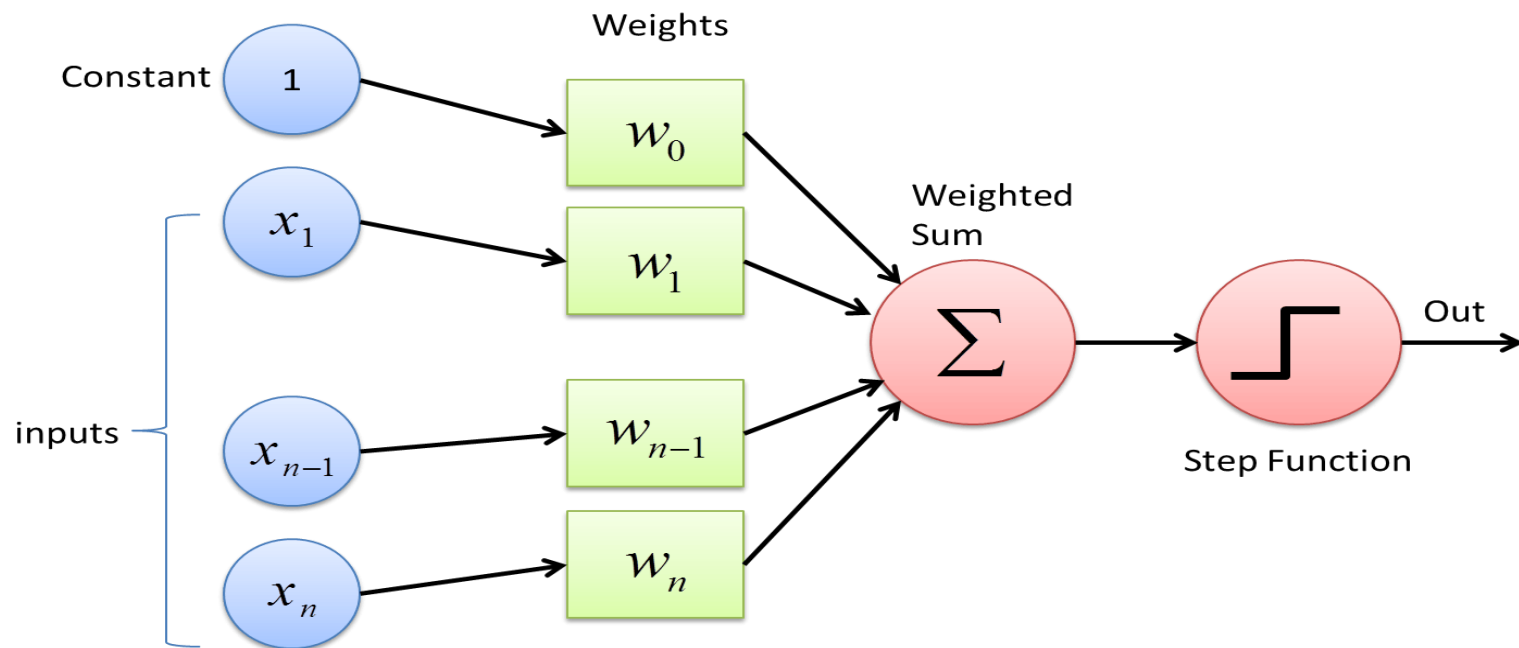 Weights
Constant
1
w₀
x₁
w₁
Weighted
Sum
Σ
Out
inputs
xₙ₋₁
wₙ₋₁
Step Function
xₙ
wₙ